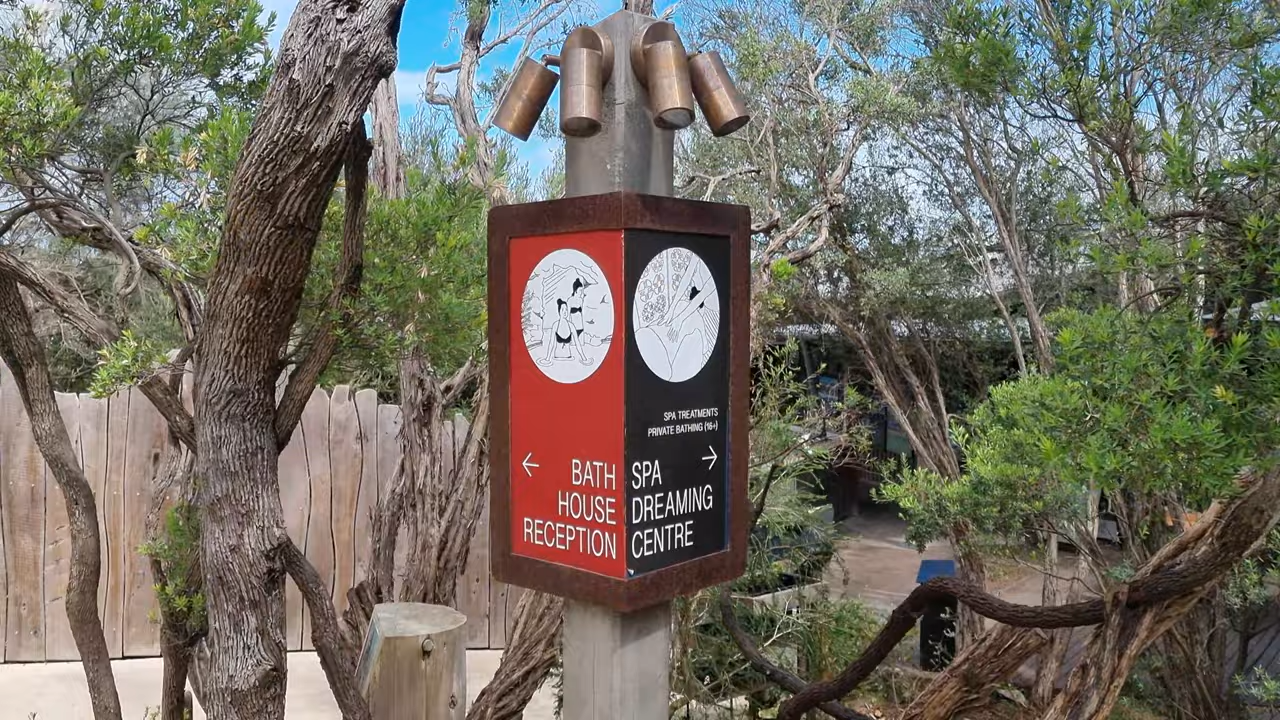 BATH
HOUSE
RECEPTION
SPA TREATMENTS
PRIVATE BATHING (16+)
SPA
DREAMING
CENTRE